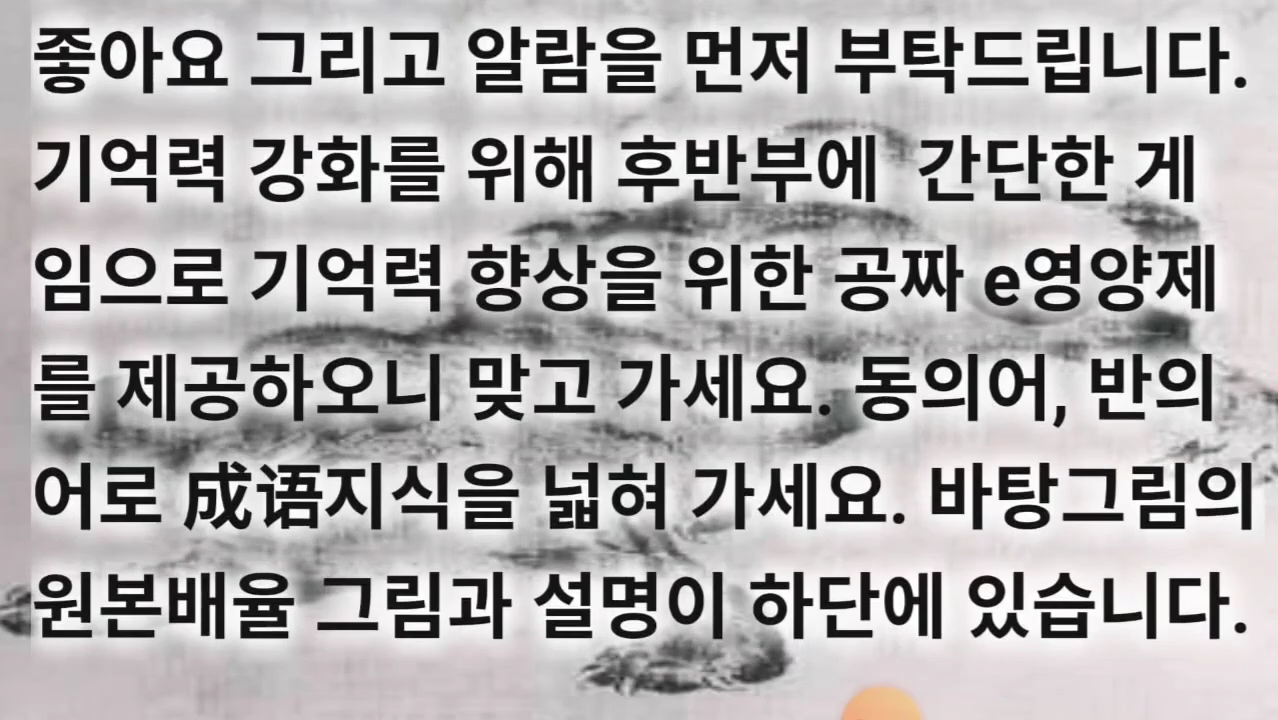 좋아요 그리고 알람을 먼저 부탁드립니다.
기억력 강화를 위해 후반부에 간단한 게
임으로 기억력 향상을 위한 공짜 e영양제
를 제공하오니 맞고 가세요. 동의어, 반의
어로 成语지식을 넓혀 가세요. 바탕그림의
원본배율 그림과 설명이 하단에 있습니다.